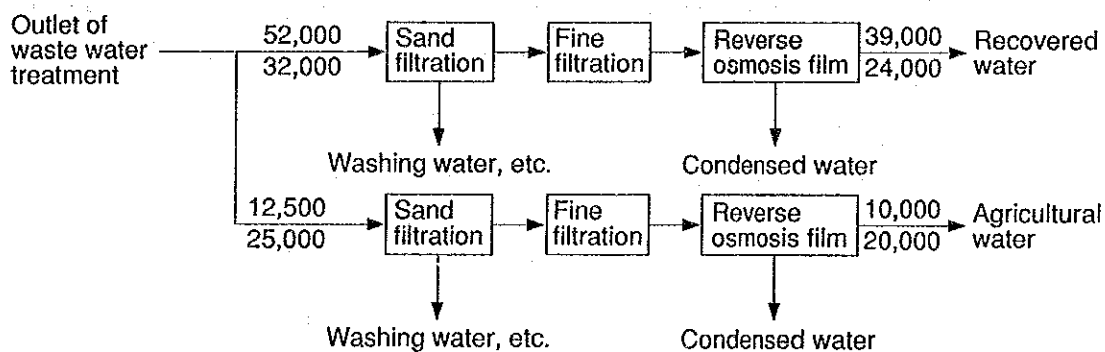 Outlet of
waste water
treatment
52,000
32,000
Sand
filtration
Fine
filtration
Reverse
osmosis film
39,000
24,000
Recovered
water
Washing water, etc.
Condensed water
12,500
25,000
Sand
filtration
Fine
filtration
Reverse
osmosis film
10,000
20,000
Agricultural
water
Washing water, etc.
Condensed water